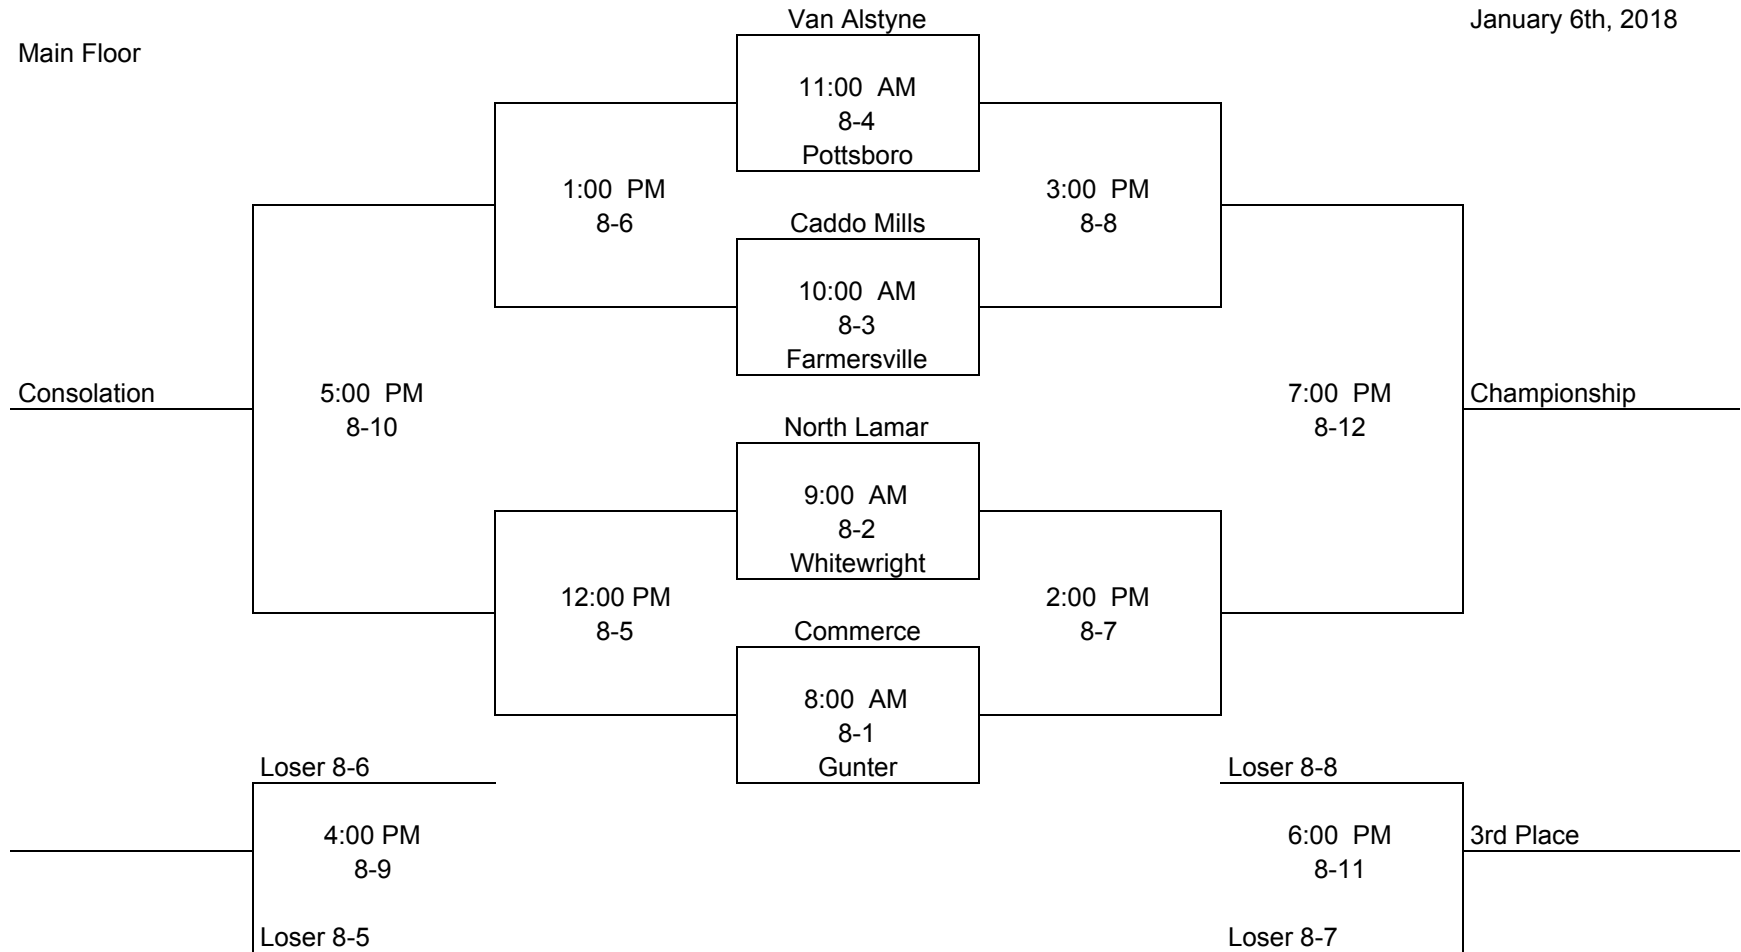 Van Alstyne
January 6th, 2018
Main Floor
11:00 AM
8-4
Pottsboro
1:00 PM
8-6
3:00 PM
8-8
Caddo Mills
10:00 AM
8-3
Farmersville
Consolation
5:00 PM
8-10
7:00 PM
8-12
Championship
North Lamar
9:00 AM
8-2
Whitewright
12:00 PM
8-5
2:00 PM
8-7
Commerce
8:00 AM
8-1
Gunter
Loser 8-6
Loser 8-8
4:00 PM
8-9
6:00 PM
8-11
3rd Place
Loser 8-5
Loser 8-7